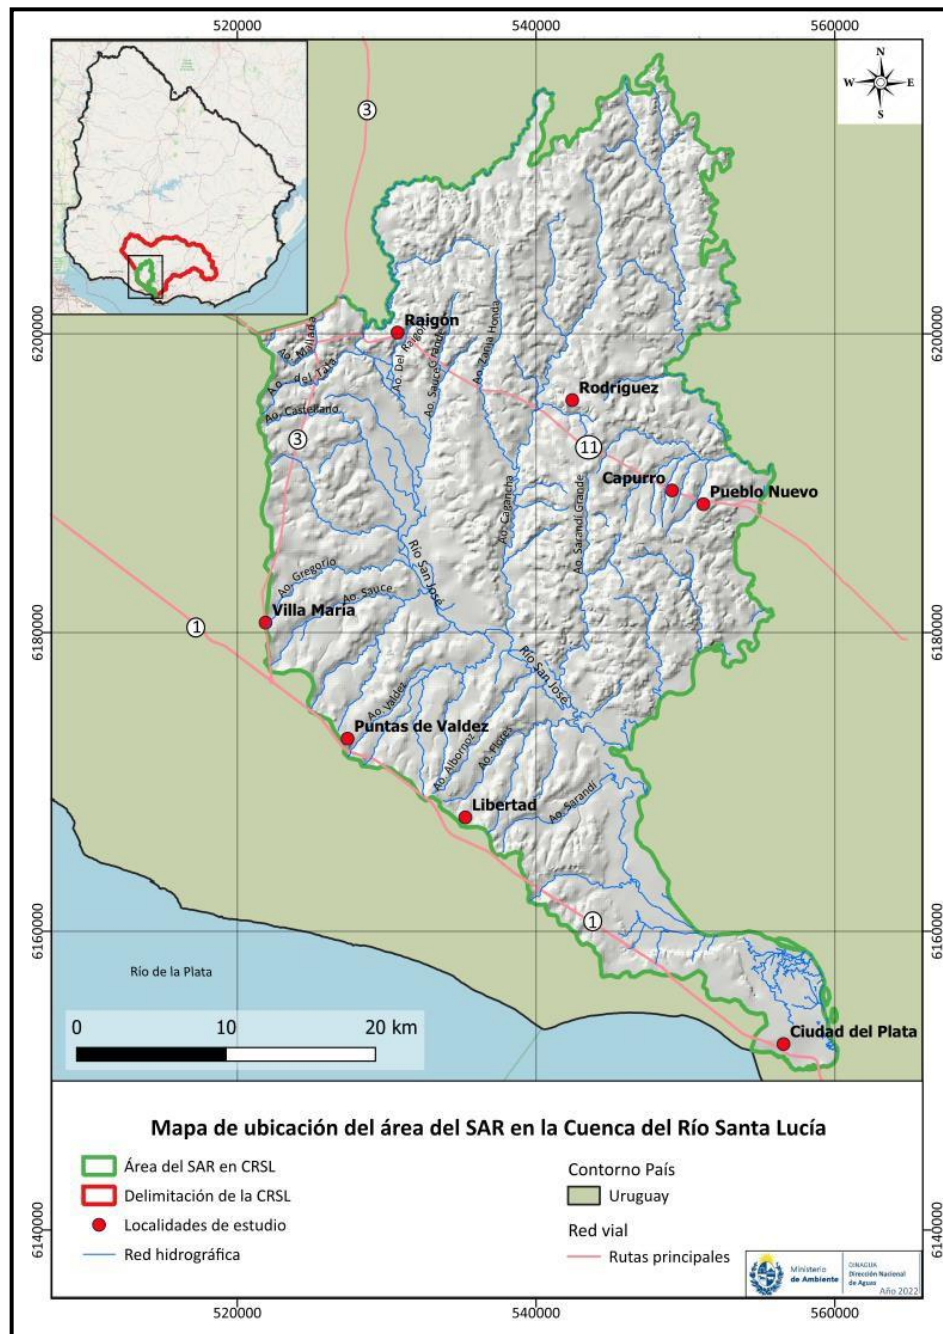 520000
540000
560000
N
W
E
S
3
6200000
6200000
Raigón
Ao. Mallada
Ao. Del Raigón
Ao. Sauce Grande
Ao. Zanja Honda
Ao. del Tala
Rodríguez
Ao. Castellano
3
11
Capurro
Pueblo Nuevo
Ao. Cagancha
Ao. Sarandí Grande
Río San José
Ao. Gregorio
Ao. Sauce
Villa María
1
6180000
6180000
Río San José
Ao. Valdez
Puntas de Valdez
Ao. Albornoz
Ao. Flores
Libertad
Ao. Sarandí
1
6160000
6160000
Río de la Plata
0 10 20 km
Ciudad del Plata
Mapa de ubicación del área del SAR en la Cuenca del Río Santa Lucía
Área del SAR en CRSL
Delimitación de la CRSL
Localidades de estudio
Red hidrográfica
Contorno País
Uruguay
Red vial
Rutas principales
6140000
6140000
Ministerio
de Ambiente
DINAGUA
Dirección Nacional
de Aguas
Año 2022
520000
540000
560000